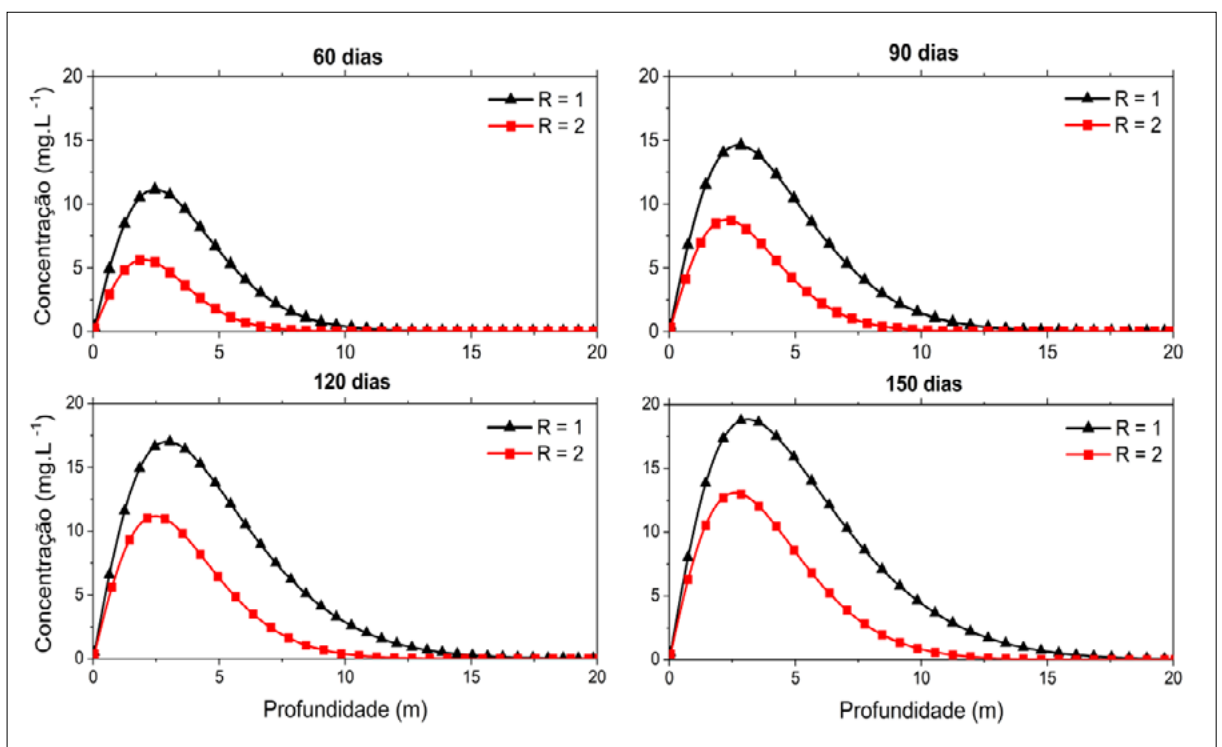 60 dias
90 dias
Concentração (mg.L ⁻¹)
20
15
10
5
0
R = 1
R = 2
0
5
10
15
20
20
15
10
5
0
R = 1
R = 2
0
5
10
15
20
120 dias
150 dias
Concentração (mg.L ⁻¹)
20
15
10
5
0
R = 1
R = 2
0
5
10
15
20
Profundidade (m)
20
15
10
5
0
R = 1
R = 2
0
5
10
15
20
Profundidade (m)